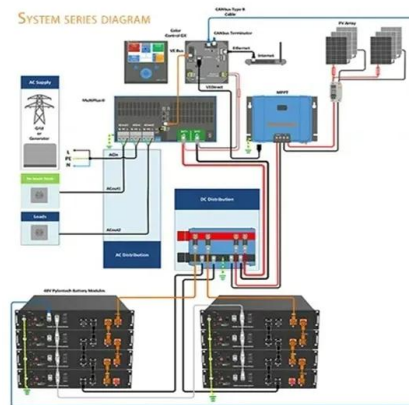 SYSTEM SERIES DIAGRAM
CANbus Type B
Cable
Color
Control GX
CANbus Terminator
PV Array
VE Bus
Ethernet
Internet
AC Supply
VEDirect
MultiPlus-II
MPPT
Grid
or
Generator
L
PE
N
ACin
ACout1
Loads
ACout2
DC Distribution
AC Distribution
48V Pylontech Battery Modules